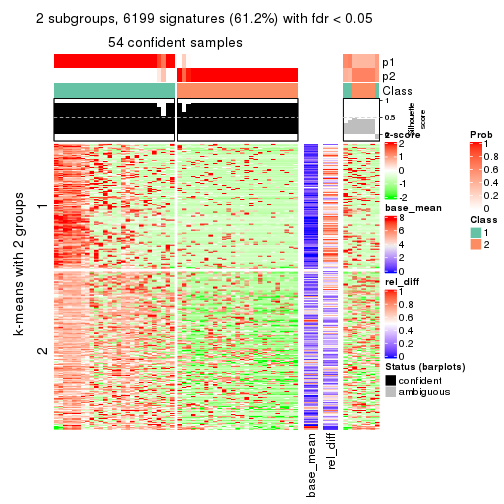 2 subgroups, 6199 signatures (61.2%) with fdr < 0.05
54 confident samples
p1
p2
Class
1
0.5
0
Silhouette
score
k-means with 2 groups
1
2
base_mean
rel_diff
z-score
2
1
0
-1
-2
base_mean
8
6
4
2
0
rel_diff
1
0.8
0.6
0.4
0.2
0
Status (barplots)
confident
ambiguous
Prob
1
0.8
0.6
0.4
0.2
0
Class
1
2